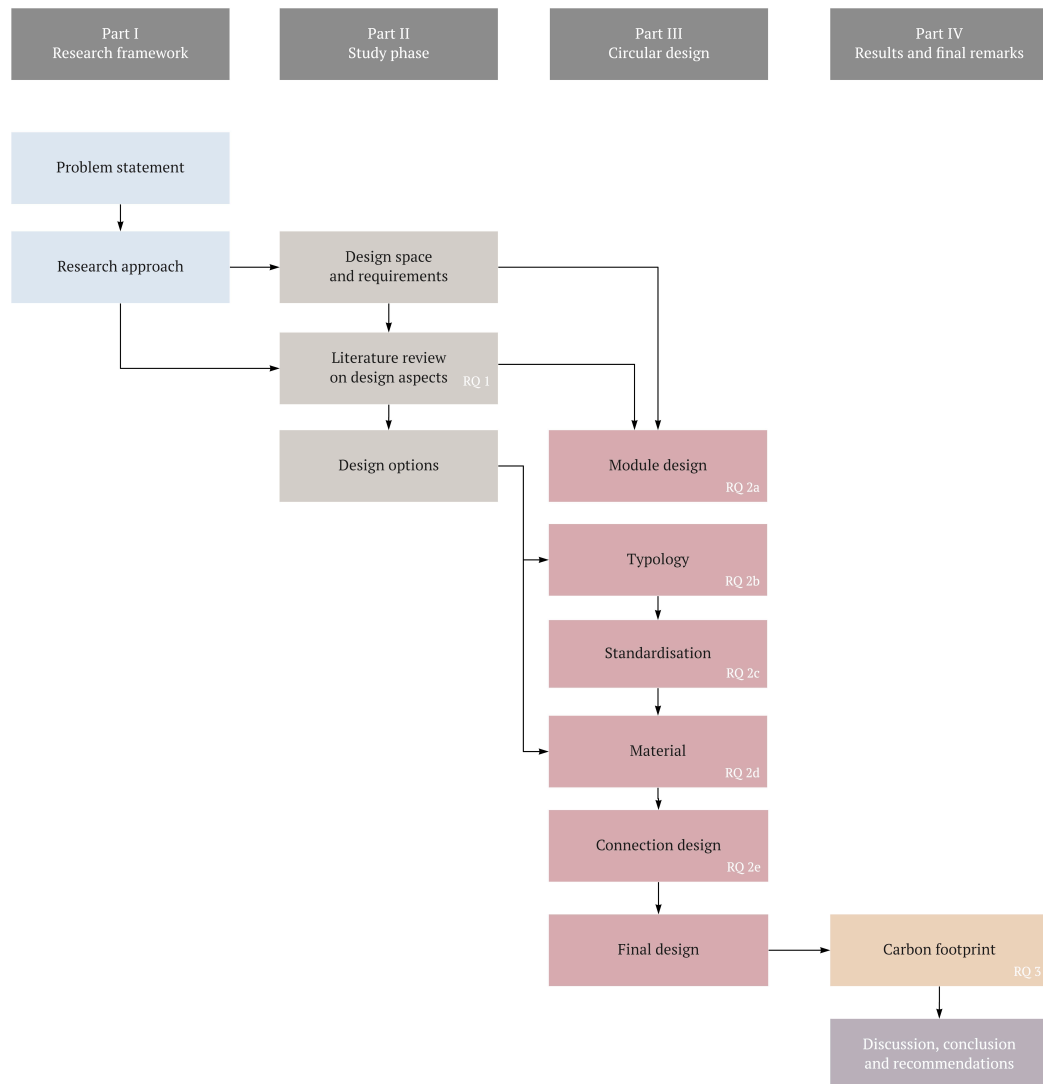 Part I
Research framework
Part II
Study phase
Part III
Circular design
Part IV
Results and final remarks
Problem statement
Research approach
Design space
and requirements
Literature review
on design aspects
RQ 1
Design options
Module design
RQ 2a
Typology
RQ 2b
Standardisation
RQ 2c
Material
RQ 2d
Connection design
RQ 2e
Final design
Carbon footprint
RQ 3
Discussion, conclusion
and recommendations